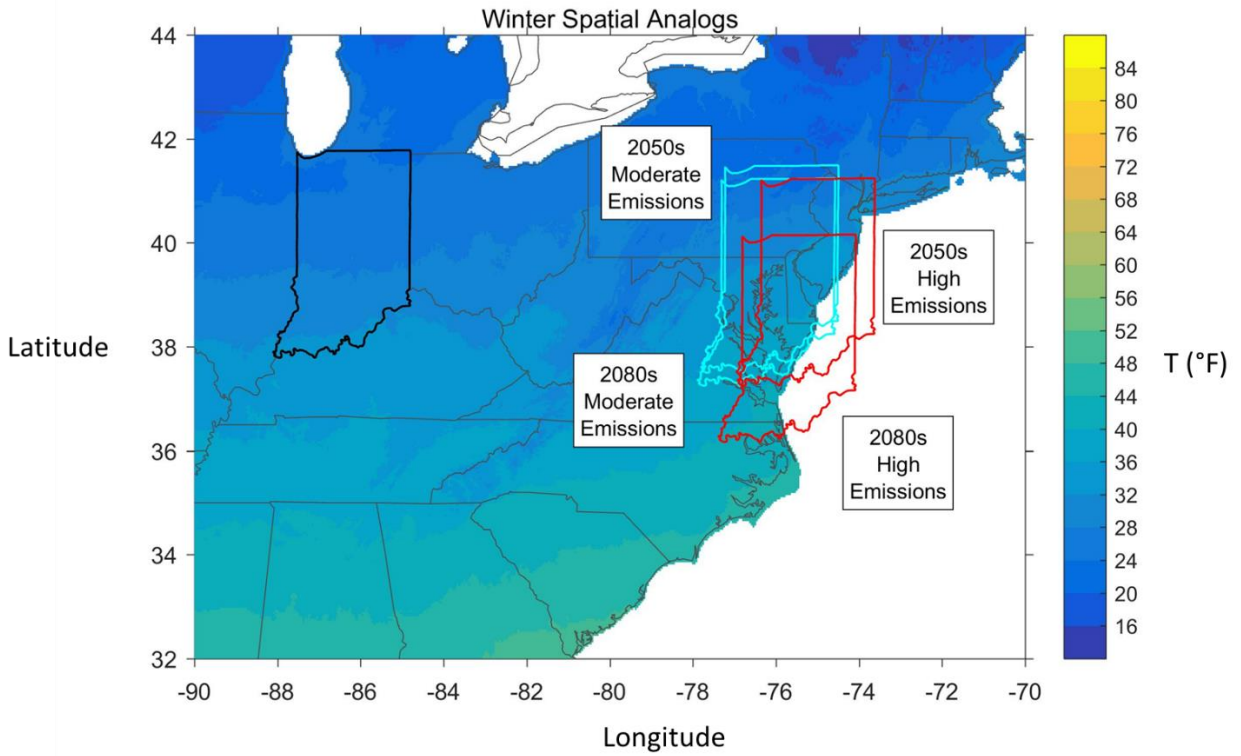 Winter Spatial Analogs
44
42
40
38
36
34
32
-90
-88
-86
-84
-82
-80
-78
-76
-74
-72
-70
Latitude
Longitude
2050s
Moderate
Emissions
2050s
High
Emissions
2080s
Moderate
Emissions
2080s
High
Emissions
84
80
76
72
68
64
60
56
52
48
44
40
36
32
28
24
20
16
T (°F)